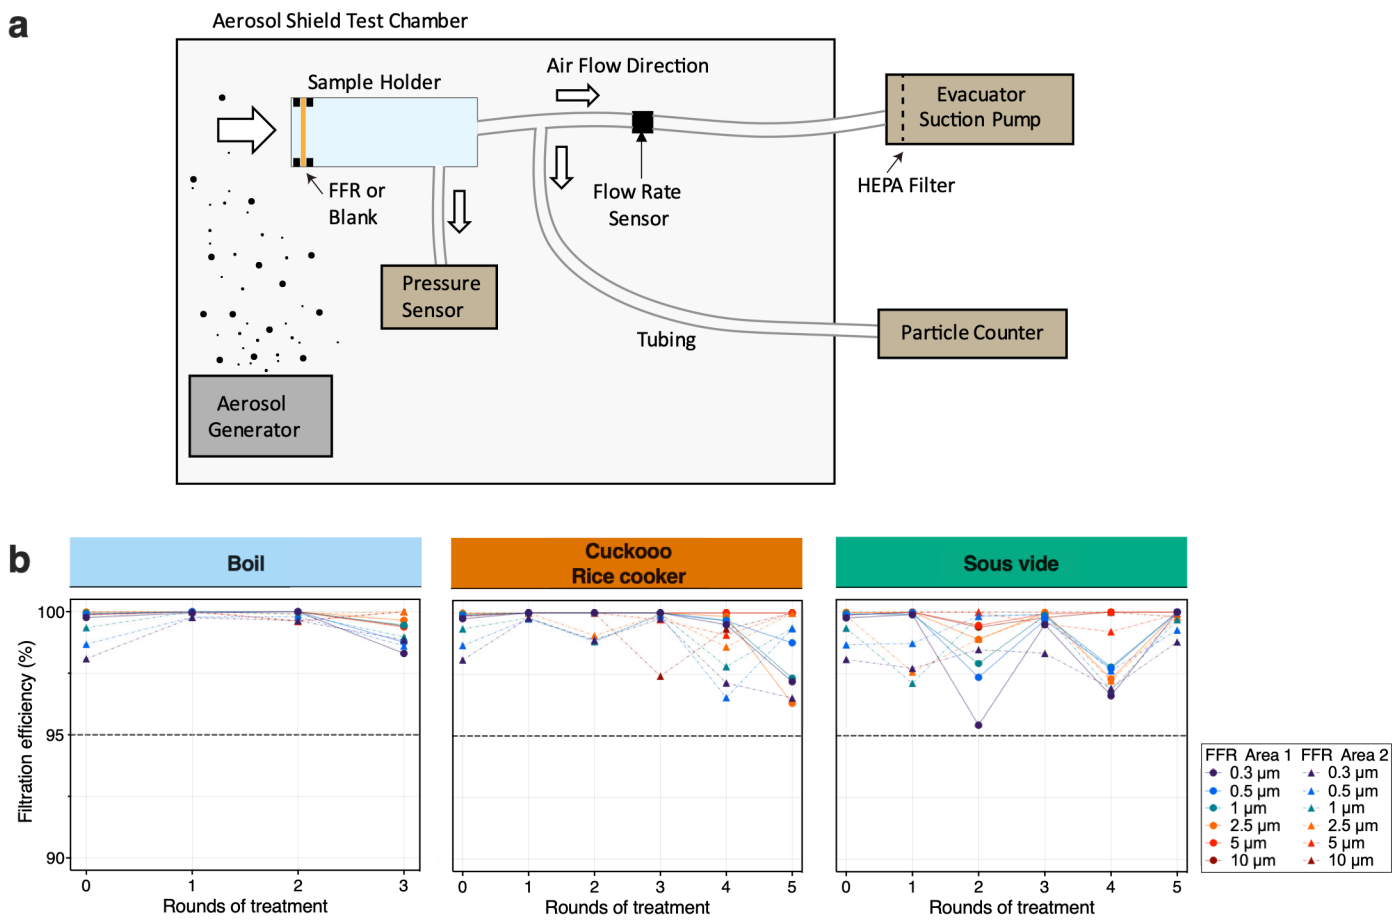 a
Aerosol Shield Test Chamber
Sample Holder
Air Flow Direction
Evacuator
Suction Pump
FFR or
Blank
Flow Rate
Sensor
HEPA Filter
Pressure
Sensor
Tubing
Particle Counter
Aerosol
Generator
b
Boil
Cuckooo
Rice cooker
Sous vide
Filtration efficiency (%)
100
95
90
0 1 2 3
Rounds of treatment
0 1 2 3 4 5
Rounds of treatment
0 1 2 3 4 5
Rounds of treatment
FFR Area 1 FFR Area 2
0.3 µm 0.3 µm
0.5 µm 0.5 µm
1 µm 1 µm
2.5 µm 2.5 µm
5 µm 5 µm
10 µm 10 µm